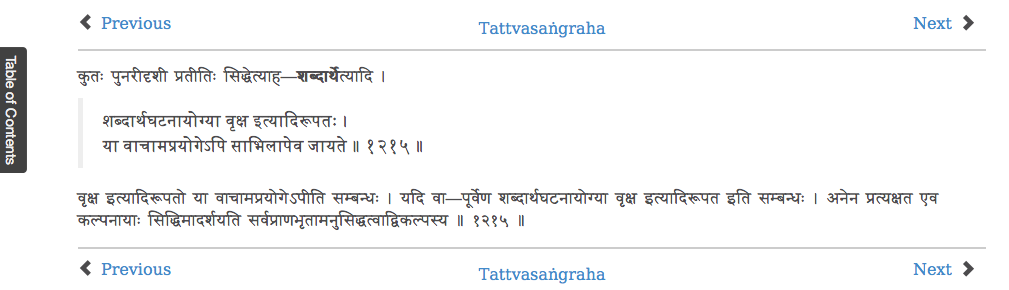 Previous Tattvasaṅgraha Next
Table of Contents
कुतः पुनरीदृशी प्रतीतिः सिद्धेत्याह—शब्दार्थेत्यादि ।
शब्दार्थघटनायोग्या वृक्ष इत्यादिरूपतः ।
या वाचामप्रयोगेऽपि साभिलापेव जायते ॥ १२१५ ॥
वृक्ष इत्यादिरूपतो या वाचामप्रयोगेऽपीति सम्बन्धः । यदि वा—पूर्वेण शब्दार्थघटनायोग्या वृक्ष इत्यादिरूपत इति सम्बन्धः । अनेन प्रत्यक्षत एव
कल्पनायाः सिद्धिमादर्शयति सर्वप्राणभृतामनुसिद्धत्वाद्विकल्पस्य ॥ १२१५ ॥
Previous Tattvasaṅgraha Next